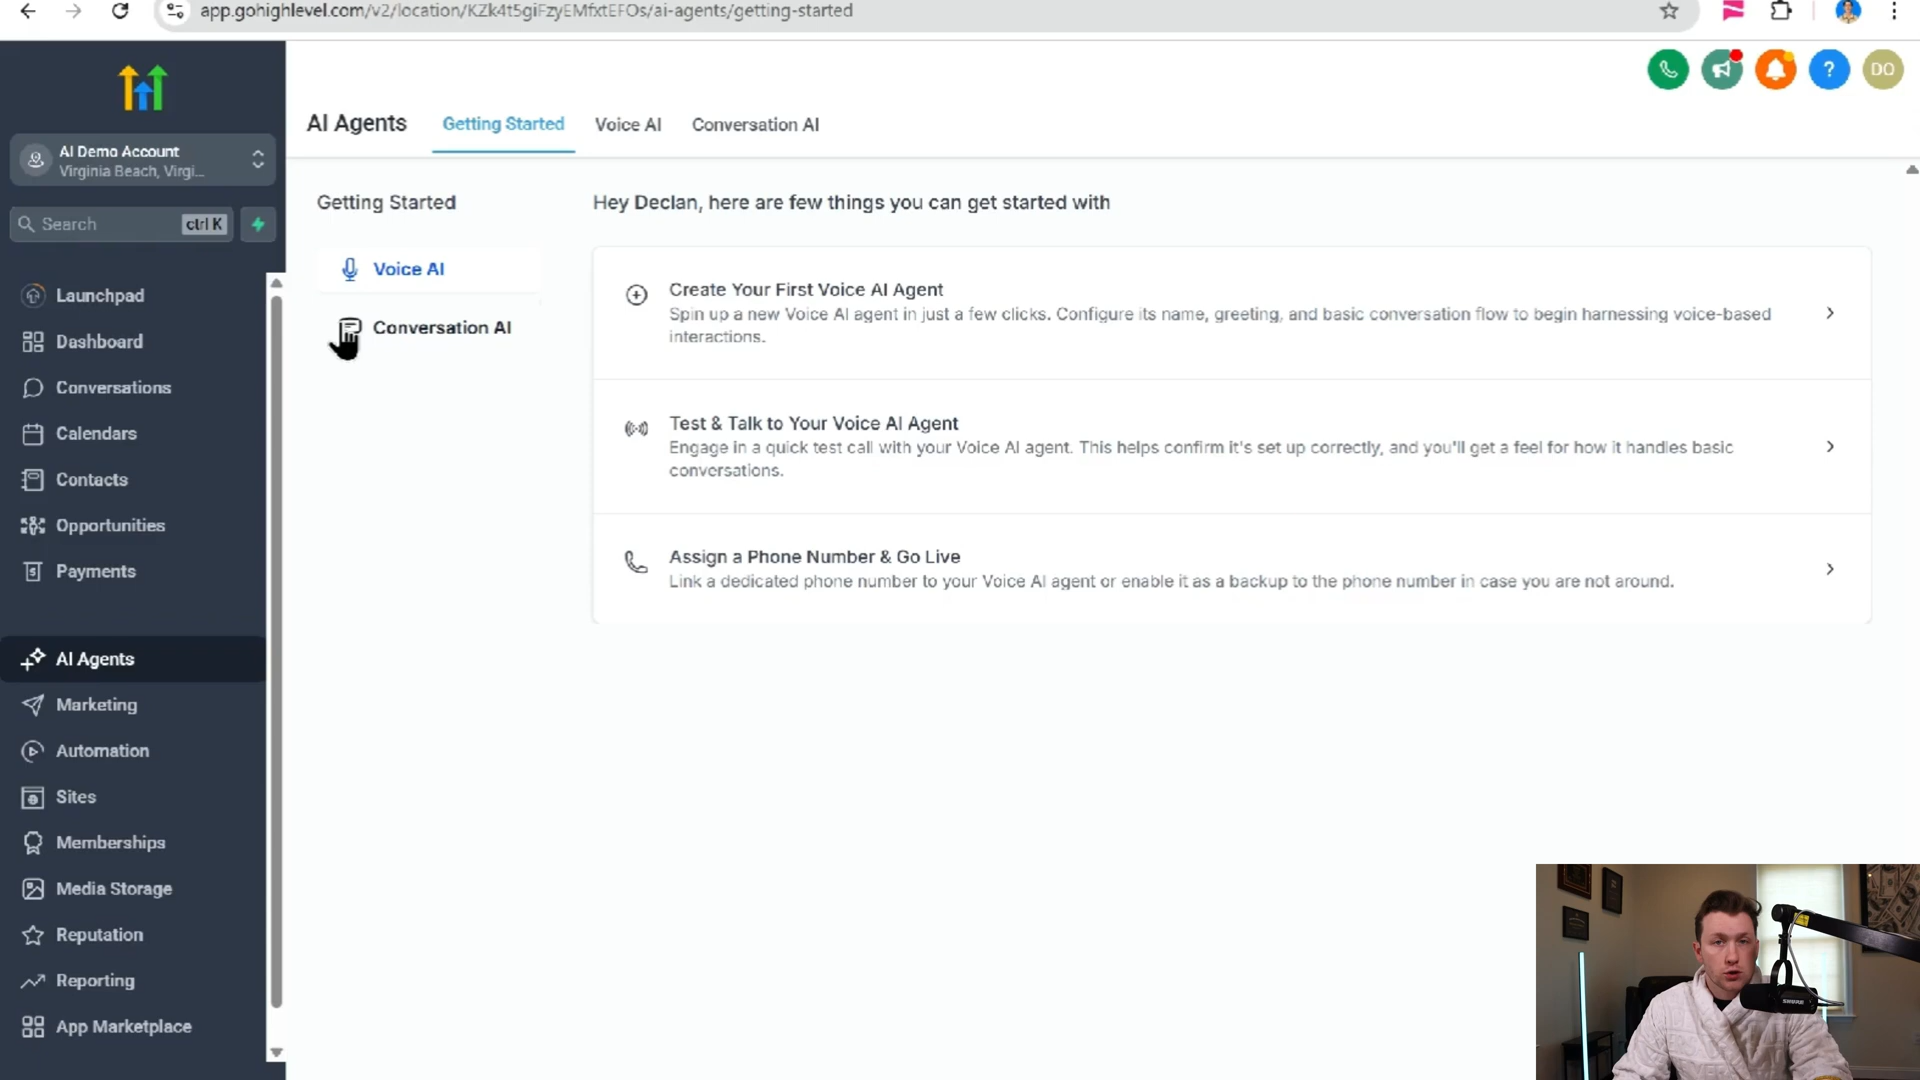 app.gohighlevel.com/v2/location/KZk4t5giFzyEMfxtEFOs/ai-agents/getting-started
DO
AI Agents
Getting Started
Voice AI
Conversation AI
AI Demo Account
Virginia Beach, Virgi...
Search
ctrl K
Launchpad
Dashboard
Conversations
Calendars
Contacts
Opportunities
Payments
AI Agents
Marketing
Automation
Sites
Memberships
Media Storage
Reputation
Reporting
App Marketplace
Getting Started
Voice AI
Conversation AI
Hey Declan, here are few things you can get started with
Create Your First Voice AI Agent
Spin up a new Voice AI agent in just a few clicks. Configure its name, greeting, and basic conversation flow to begin harnessing voice-based
interactions.
Test & Talk to Your Voice AI Agent
Engage in a quick test call with your Voice AI agent. This helps confirm it's set up correctly, and you'll get a feel for how it handles basic
conversations.
Assign a Phone Number & Go Live
Link a dedicated phone number to your Voice AI agent or enable it as a backup to the phone number in case you are not around.
SHURE